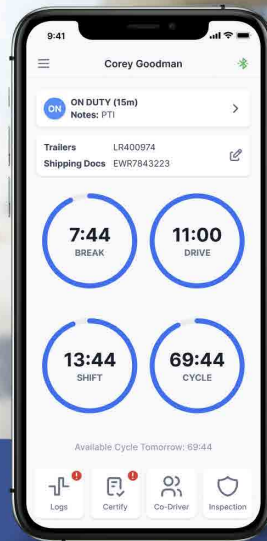 9:41
Corey Goodman
ON
ON DUTY (15m)
Notes: PTI
Trailers LR400974
Shipping Docs EWR7843223
7:44
BREAK
11:00
DRIVE
13:44
SHIFT
69:44
CYCLE
Available Cycle Tomorrow: 69:44
! !
Logs Certify Co-Driver Inspection